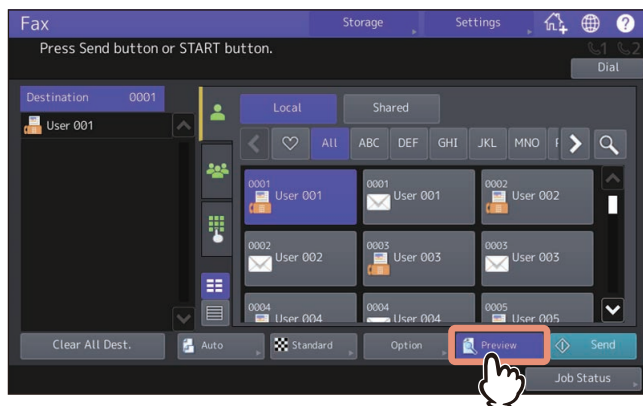 Fax Storage Settings
Press Send button or START button.
1 2
Dial
Destination 0001
User 001
Local Shared
All ABC DEF GHI JKL MNO
0001 User 001
0001 User 001
0002 User 002
0002 User 002
0003 User 003
0003 User 003
0004 User 004
0004 User 004
0005 User 005
Clear All Dest. Auto Standard Option Preview Send
Job Status